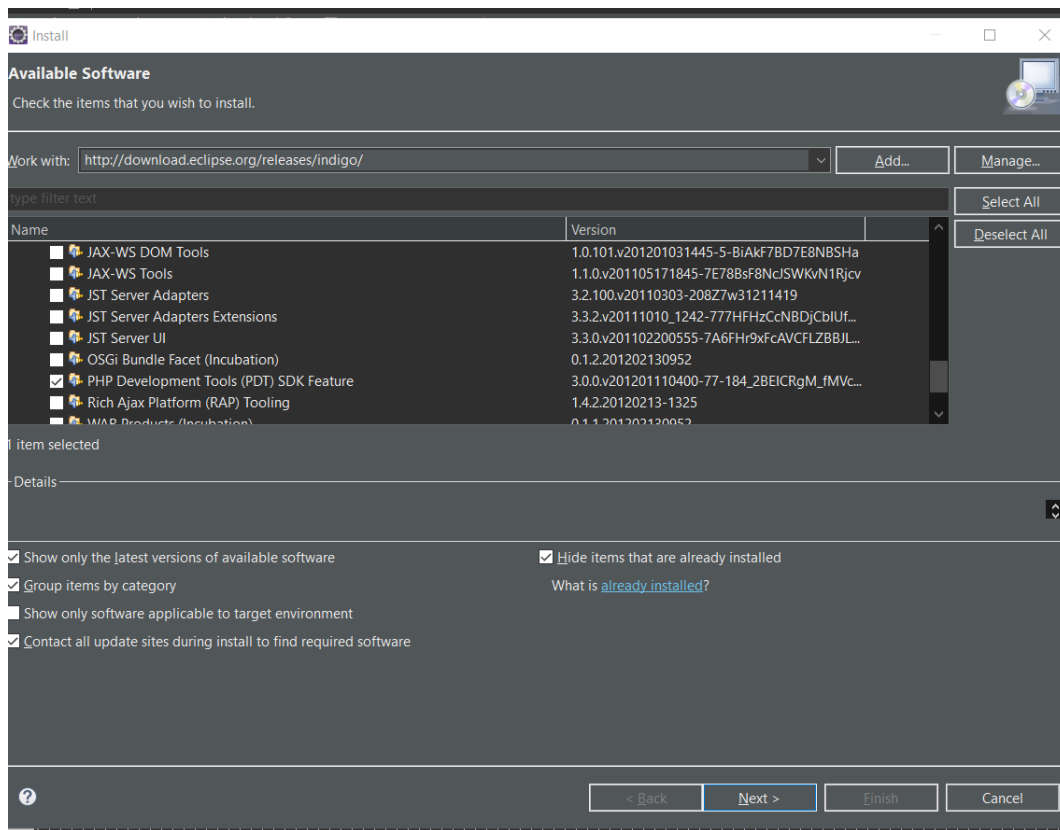 Install
Available Software
Check the items that you wish to install.
Work with: http://download.eclipse.org/releases/indigo/ Add... Manage...
type filter text Select All
Name Version Deselect All
JAX-WS DOM Tools 1.0.101.v201201031445-5-BiAkF7BD7E8NBSHa
JAX-WS Tools 1.1.0.v201105171845-7E78BsF8NcJSWKvN1Rjcv
JST Server Adapters 3.2.100.v20110303-208Z7w31211419
JST Server Adapters Extensions 3.3.2.v20111010_1242-777HFHzCcNBDjCbIUf...
JST Server UI 3.3.0.v201102200555-7A6FHr9xFcAVCFLZBBJL...
OSGi Bundle Facet (Incubation) 0.1.2.201202130952
PHP Development Tools (PDT) SDK Feature 3.0.0.v201201110400-77-184_2BEICRgM_fMVc...
Rich Ajax Platform (RAP) Tooling 1.4.2.20120213-1325
WAR Products (Incubation) 0.1.1.201202130952
1 item selected
Details
Show only the latest versions of available software Hide items that are already installed
Group items by category What is already installed?
Show only software applicable to target environment
Contact all update sites during install to find required software
? < Back Next > Finish Cancel